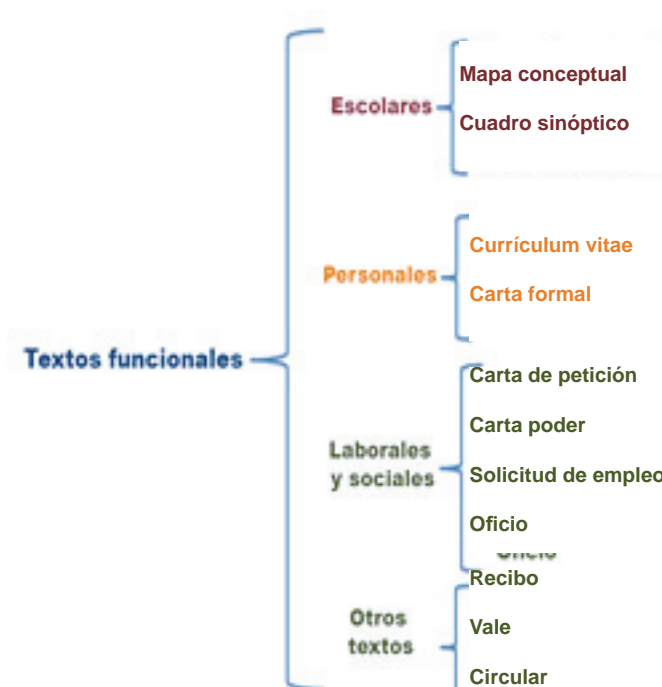 Textos funcionales
Escolares
Mapa conceptual
Cuadro sinóptico
Personales
Currículum vitae
Carta formal
Laborales
y sociales
Carta de petición
Carta poder
Solicitud de empleo
Oficio
Otros
textos
Recibo
Vale
Circular